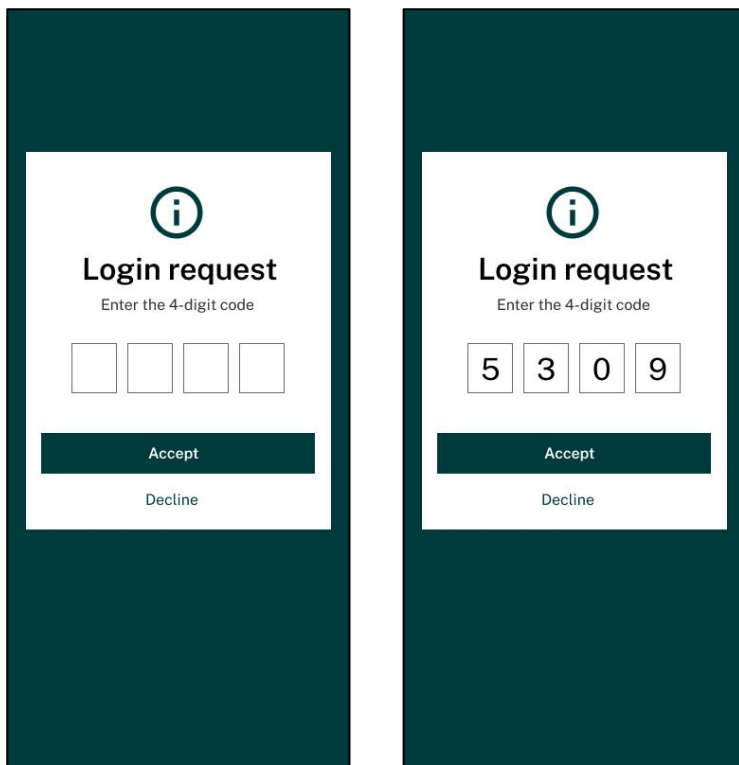 Login request
Enter the 4-digit code
Accept
Decline
Login request
Enter the 4-digit code
5 3 0 9
Accept
Decline